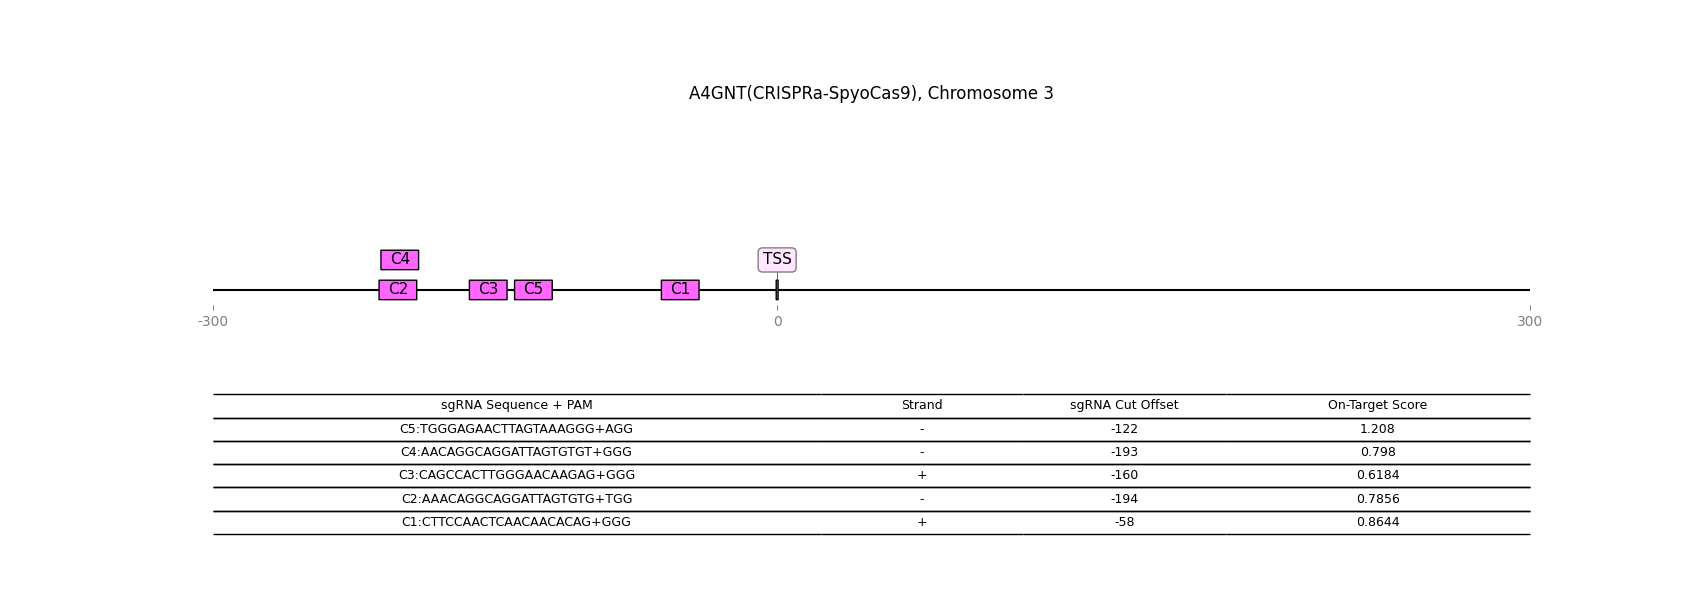 A4GNT(CRISPRa-SpyoCas9), Chromosome 3
C4 TSS
C2 C3 C5 C1
-300 0 300
sgRNA Sequence + PAM Strand sgRNA Cut Offset On-Target Score
C5:TGGGAGAACTTAGTAAAGGG+AGG - -122 1.208
C4:AACAGGCAGGATTAGTGTGT+GGG - -193 0.798
C3:CAGCCACTTGGGAACAAGAG+GGG + -160 0.6184
C2:AAACAGGCAGGATTAGTGTG+TGG - -194 0.7856
C1:CTTCCAACTCAACAACACAG+GGG + -58 0.8644